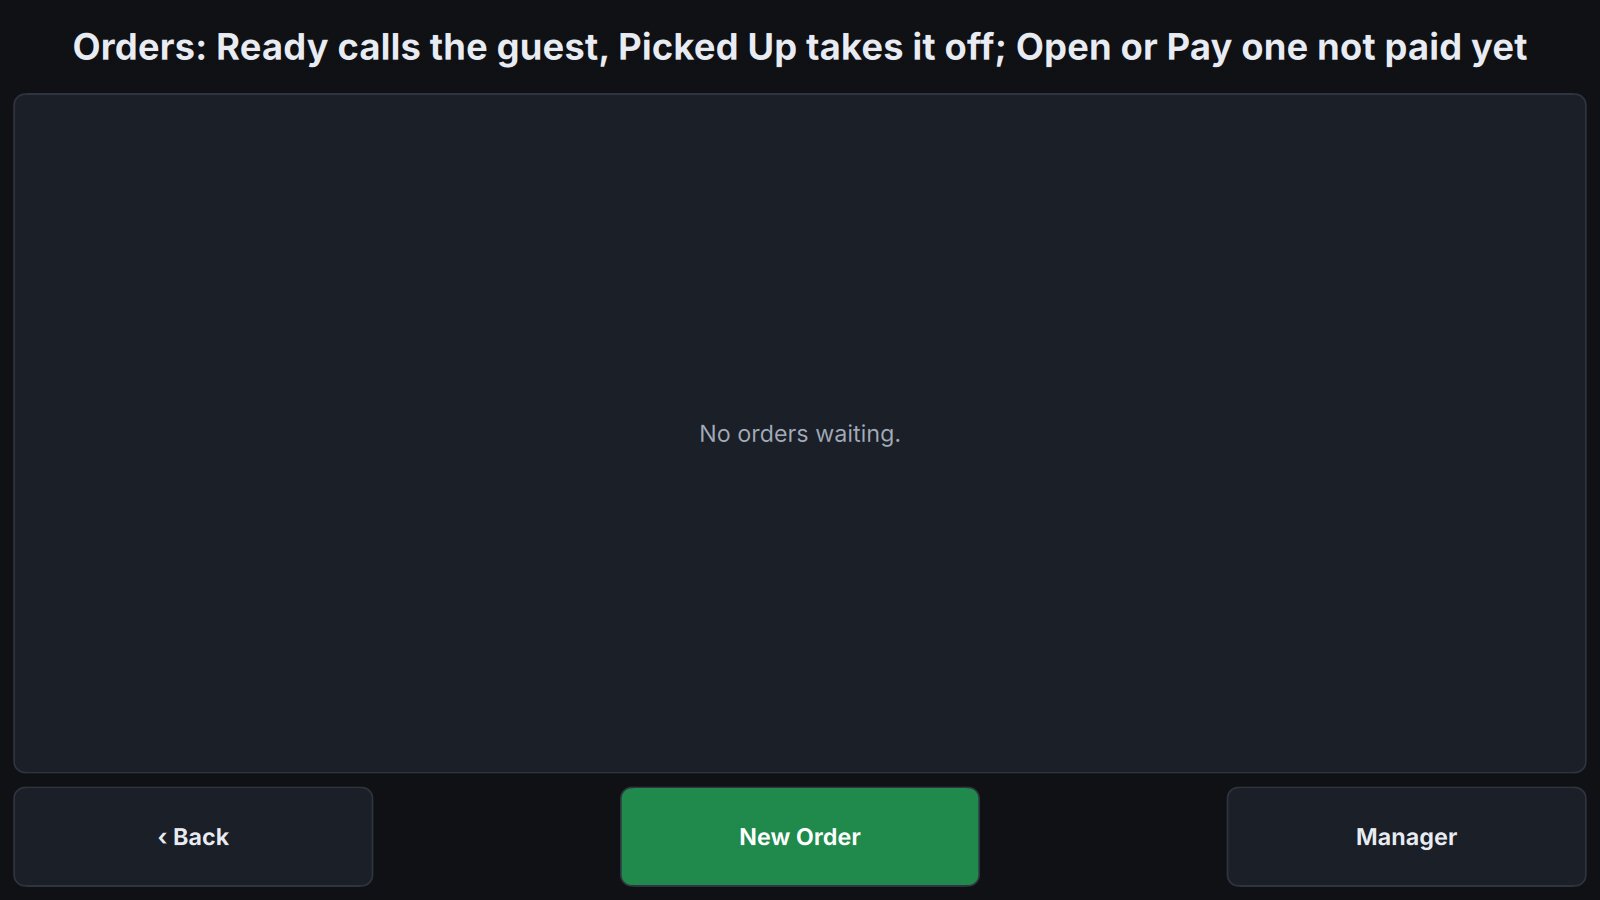 Orders: Ready calls the guest, Picked Up takes it off; Open or Pay one not paid yet
No orders waiting.
‹ Back
New Order
Manager